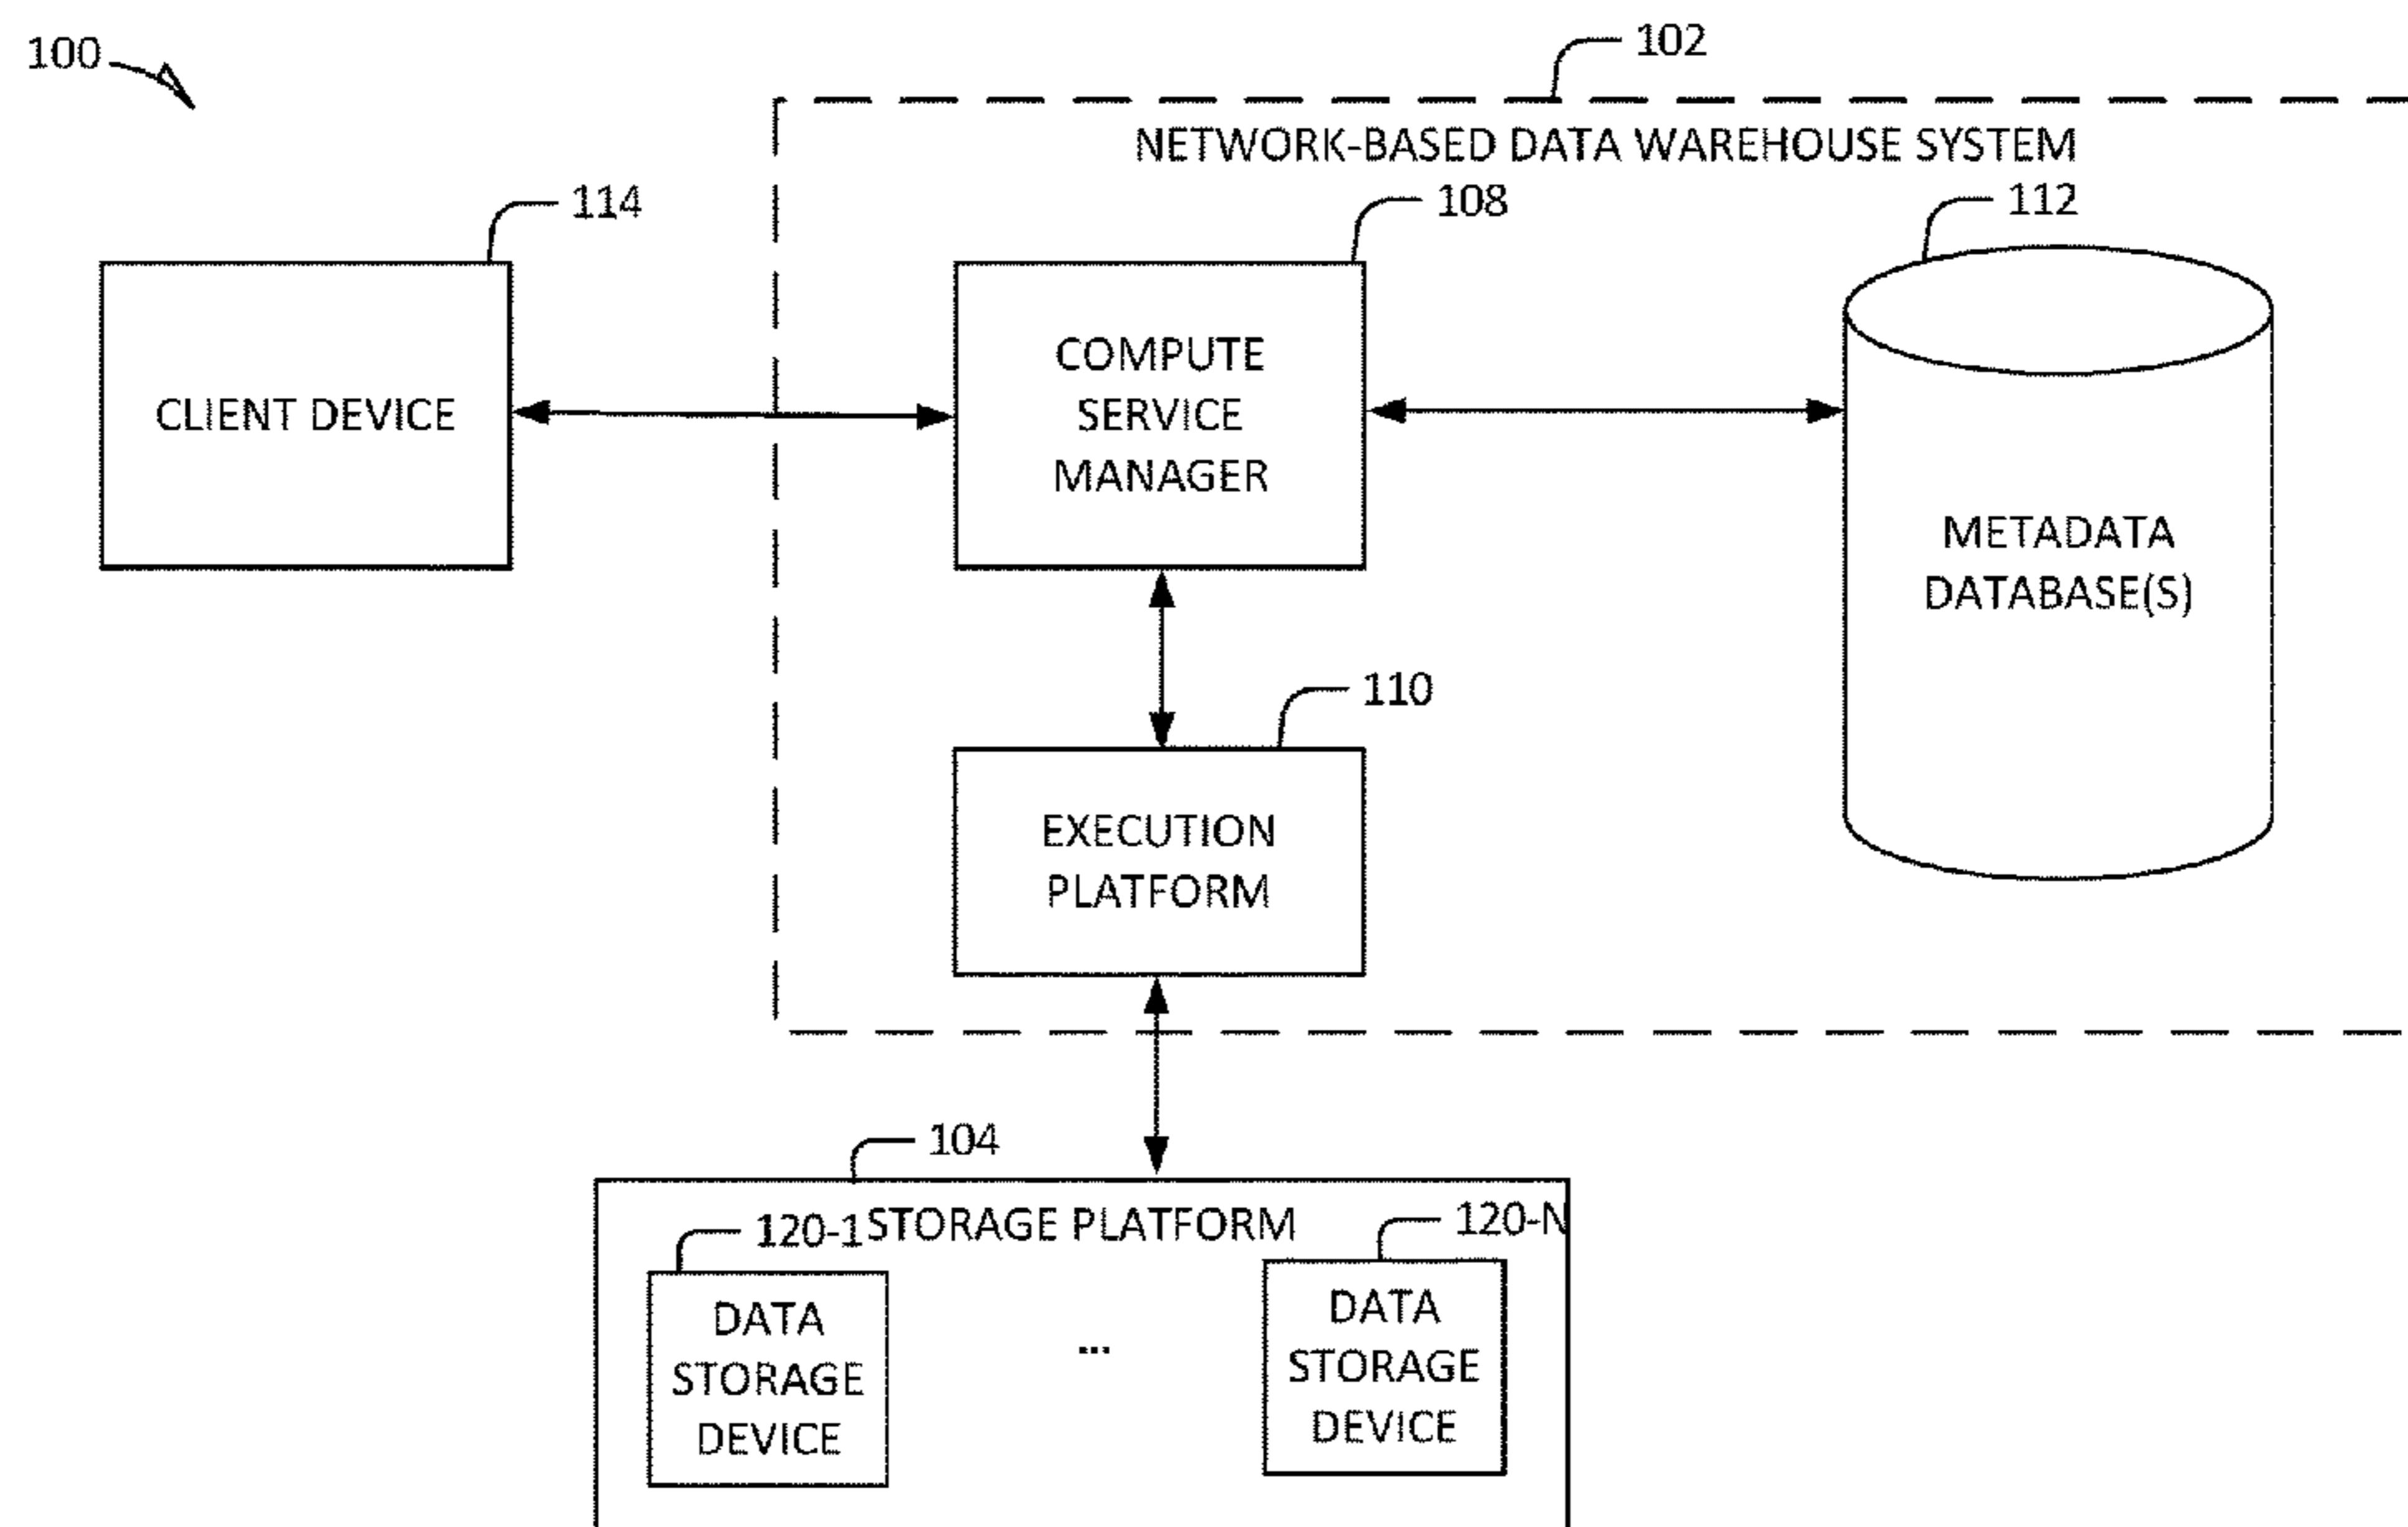 100
102
NETWORK-BASED DATA WAREHOUSE SYSTEM
114
108
112
CLIENT DEVICE
COMPUTE
SERVICE
MANAGER
METADATA
DATABASE(S)
110
EXECUTION
PLATFORM
104
STORAGE PLATFORM
120-1
120-N
DATA
STORAGE
DEVICE
...
DATA
STORAGE
DEVICE